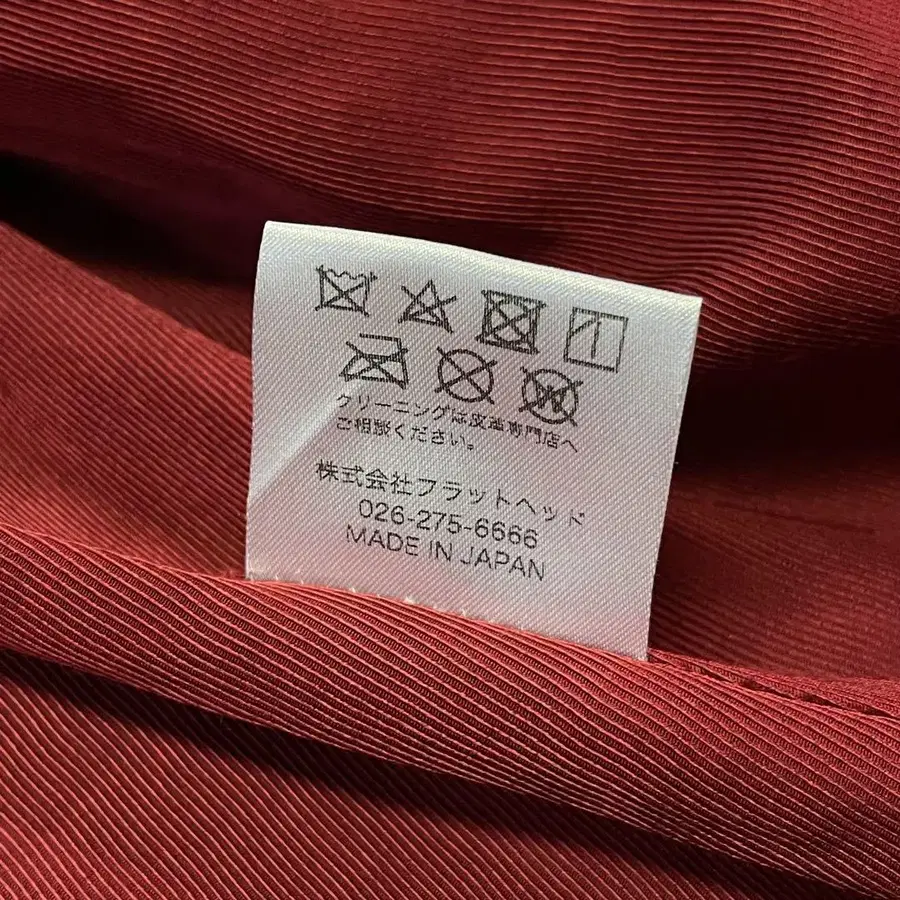 クリーニングは皮革専門店へ
ご相談ください。
株式会社フラットヘッド
026-275-6666
MADE IN JAPAN